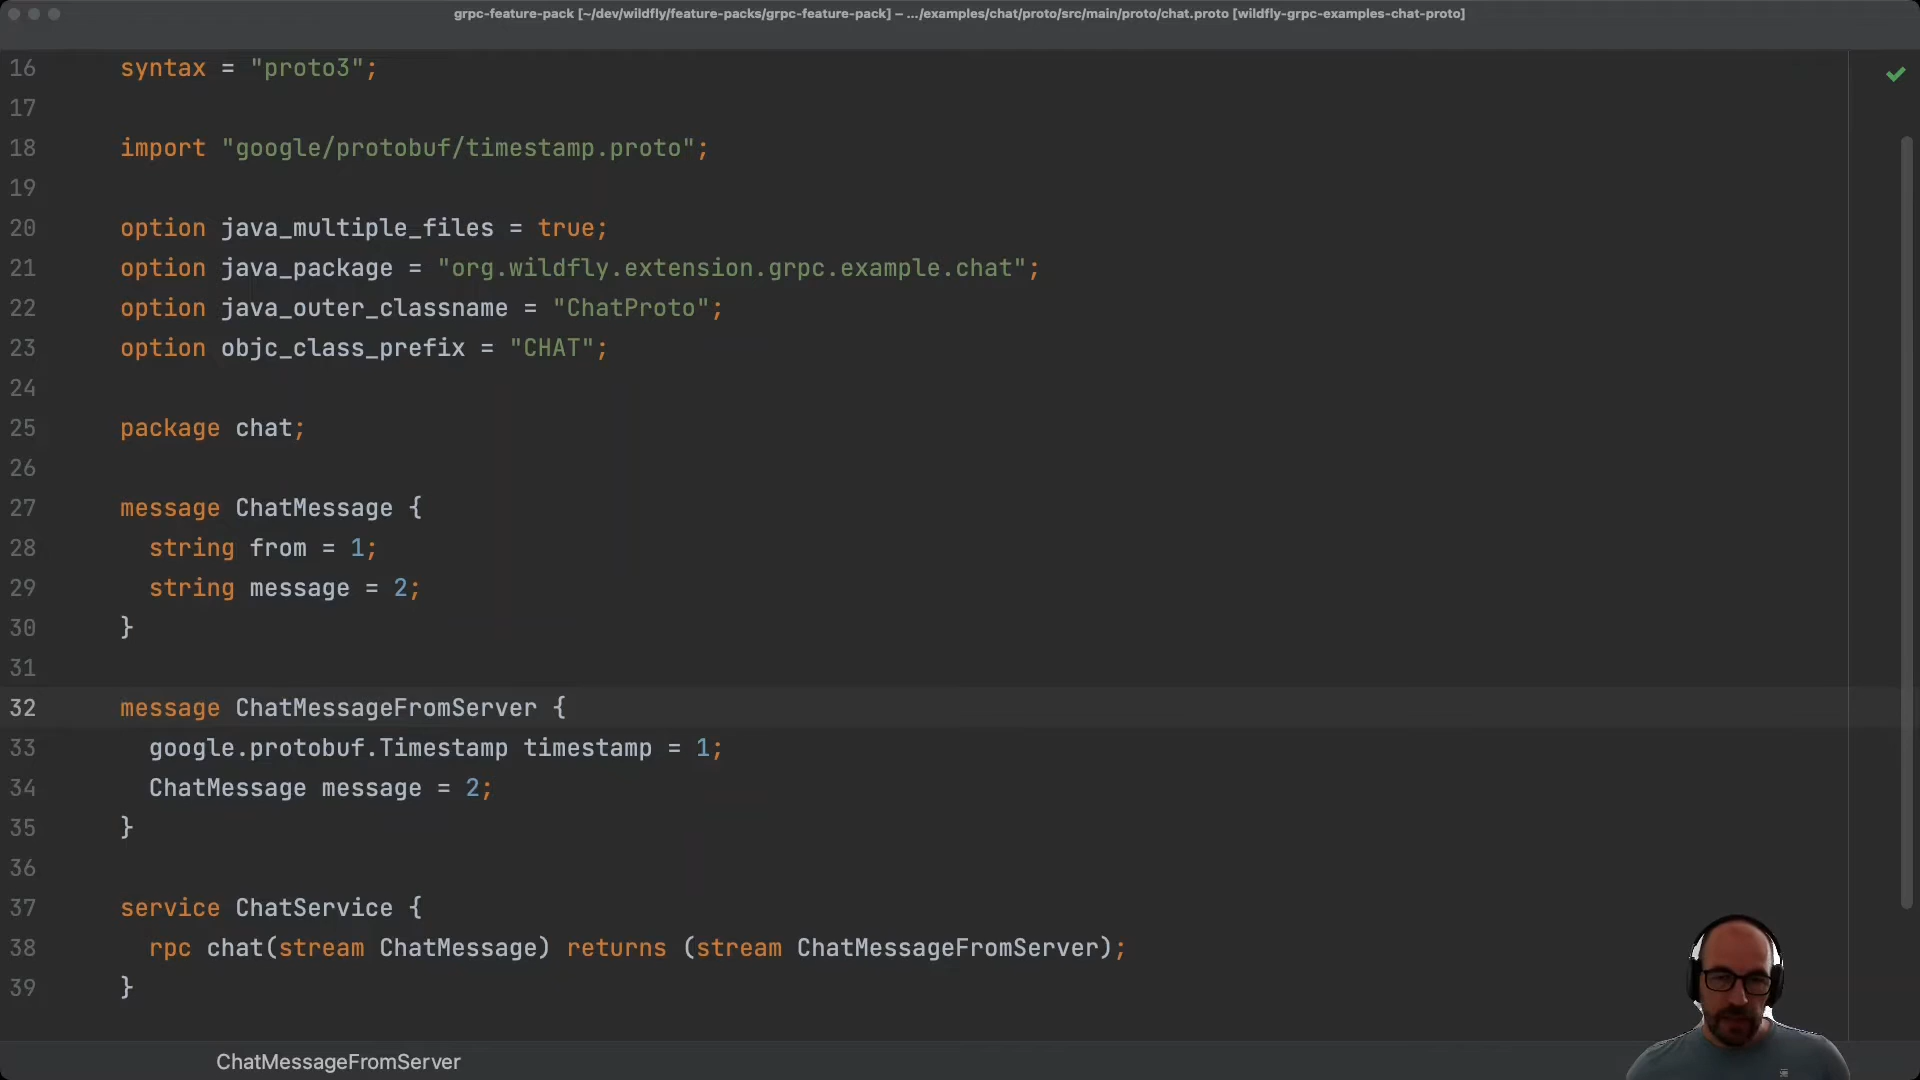 grpc-feature-pack [~/dev/wildfly/feature-packs/grpc-feature-pack] – .../examples/chat/proto/src/main/proto/chat.proto [wildfly-grpc-examples-chat-proto]
16 syntax = "proto3";
17
18 import "google/protobuf/timestamp.proto";
19
20 option java_multiple_files = true;
21 option java_package = "org.wildfly.extension.grpc.example.chat";
22 option java_outer_classname = "ChatProto";
23 option objc_class_prefix = "CHAT";
24
25 package chat;
26
27 message ChatMessage {
28 string from = 1;
29 string message = 2;
30 }
31
32 message ChatMessageFromServer {
33 google.protobuf.Timestamp timestamp = 1;
34 ChatMessage message = 2;
35 }
36
37 service ChatService {
38 rpc chat(stream ChatMessage) returns (stream ChatMessageFromServer);
39 }
ChatMessageFromServer